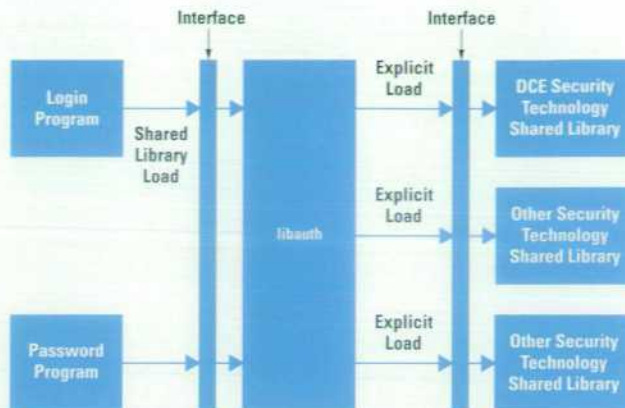 Interface
Interface
Login
Program
Shared
Library
Load
Explicit
Load
DCE Security
Technology
Shared Library
libauth
Explicit
Load
Other Security
Technology
Shared Library
Password
Program
Explicit
Load
Other Security
Technology
Shared Library